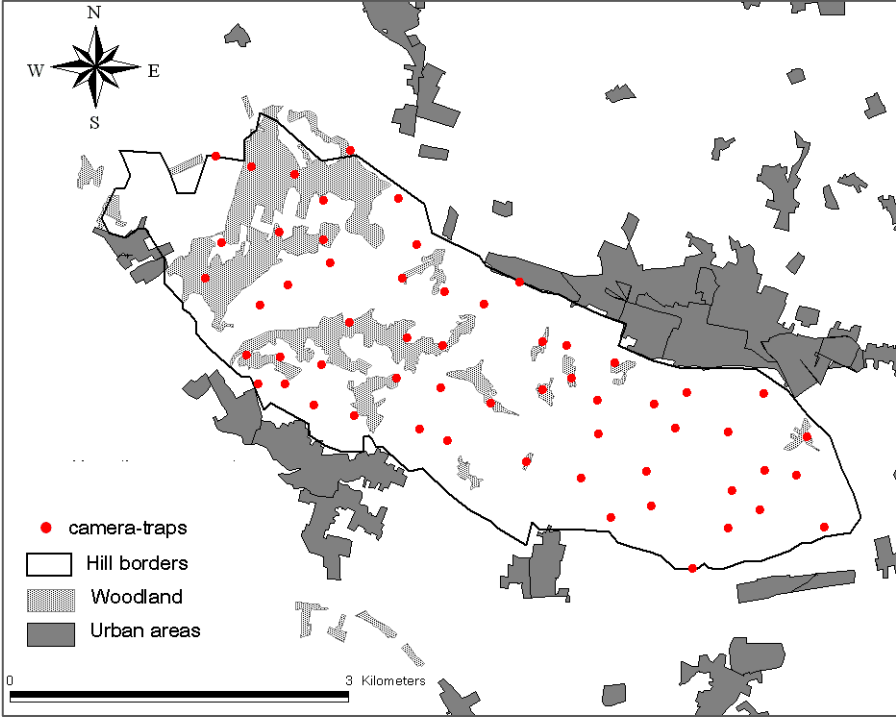 N
W E
S
camera-traps
Hill borders
Woodland
Urban areas
0 3 Kilometers